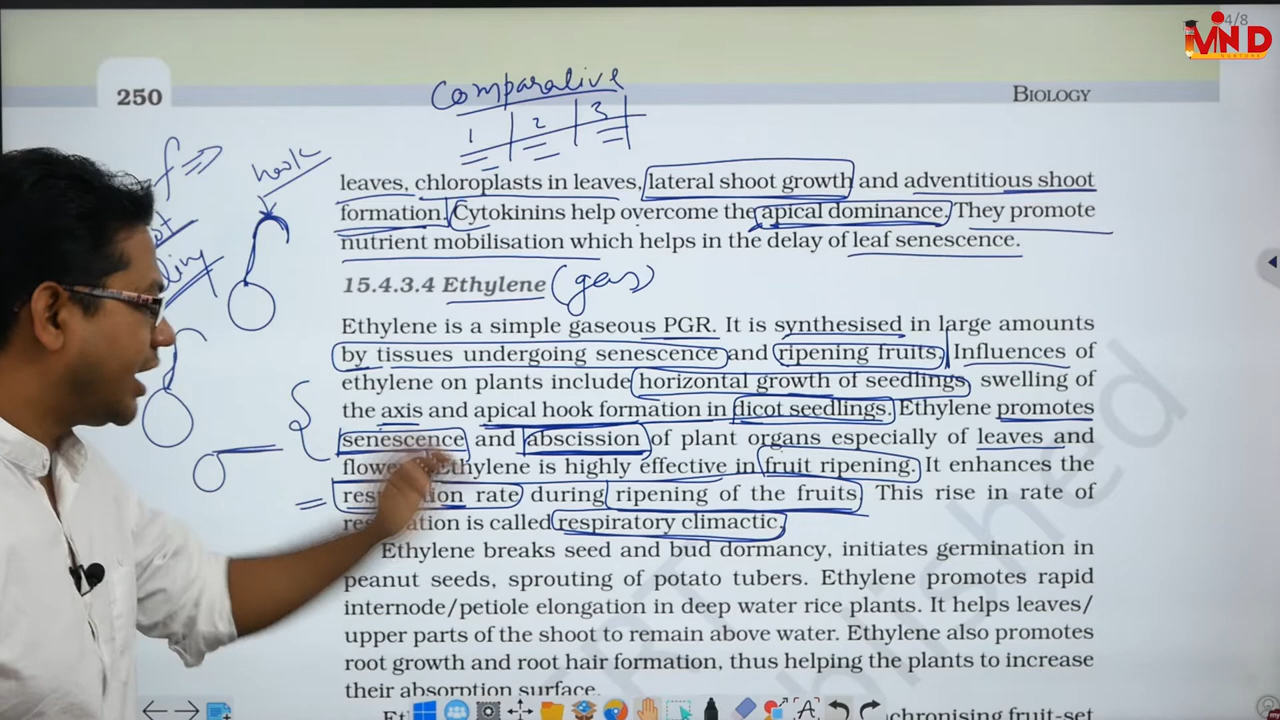 4/8
MIND
250
BIOLOGY
Comparative
1 2 3
hook
leaves, chloroplasts in leaves, lateral shoot growth and adventitious shoot
formation. Cytokinins help overcome the apical dominance. They promote
nutrient mobilisation which helps in the delay of leaf senescence.
15.4.3.4 Ethylene (gas)
Ethylene is a simple gaseous PGR. It is synthesised in large amounts
by tissues undergoing senescence and ripening fruits. Influences of
ethylene on plants include horizontal growth of seedlings, swelling of
the axis and apical hook formation in dicot seedlings. Ethylene promotes
senescence and abscission of plant organs especially of leaves and
Ethylene is highly effective in fruit ripening. It enhances the
rate during ripening of the fruits. This rise in rate of
is called respiratory climactic.
Ethylene breaks seed and bud dormancy, initiates germination in
peanut seeds, sprouting of potato tubers. Ethylene promotes rapid
internode/petiole elongation in deep water rice plants. It helps leaves/
upper parts of the shoot to remain above water. Ethylene also promotes
root growth and root hair formation, thus helping the plants to increase
their absorption surface.
fruit-set